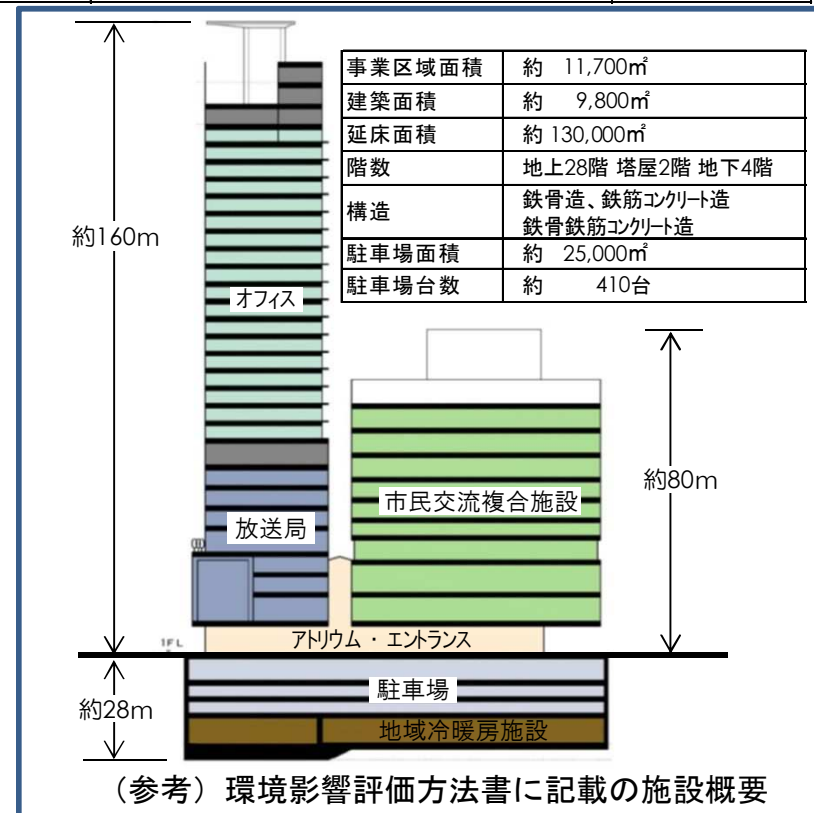 事業区域面積 約 11,700㎡
建築面積 約 9,800㎡
延床面積 約 130,000㎡
階数 地上28階 塔屋2階 地下4階
構造 鉄骨造、鉄筋コンクリート造
鉄骨鉄筋コンクリート造
駐車場面積 約 25,000㎡
駐車場台数 約 410台
約160m
オフィス
約80m
市民交流複合施設
放送局
1FL
アトリウム・エントランス
駐車場
約28m
地域冷暖房施設
（参考）環境影響評価方法書に記載の施設概要